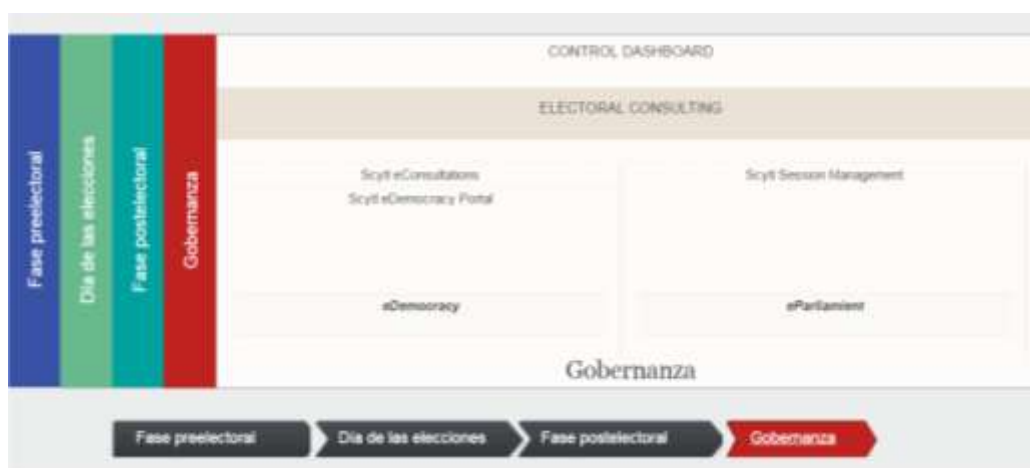 Fase preelectoral
Día de las elecciones
Fase postelectoral
Gobernanza
CONTROL DASHBOARD
ELECTORAL CONSULTING
Scytl eConsultations
Scytl eDemocracy Portal
eDemocracy
Scytl Session Management
eParliament
Gobernanza
Fase preelectoral
Día de las elecciones
Fase postelectoral
Gobernanza